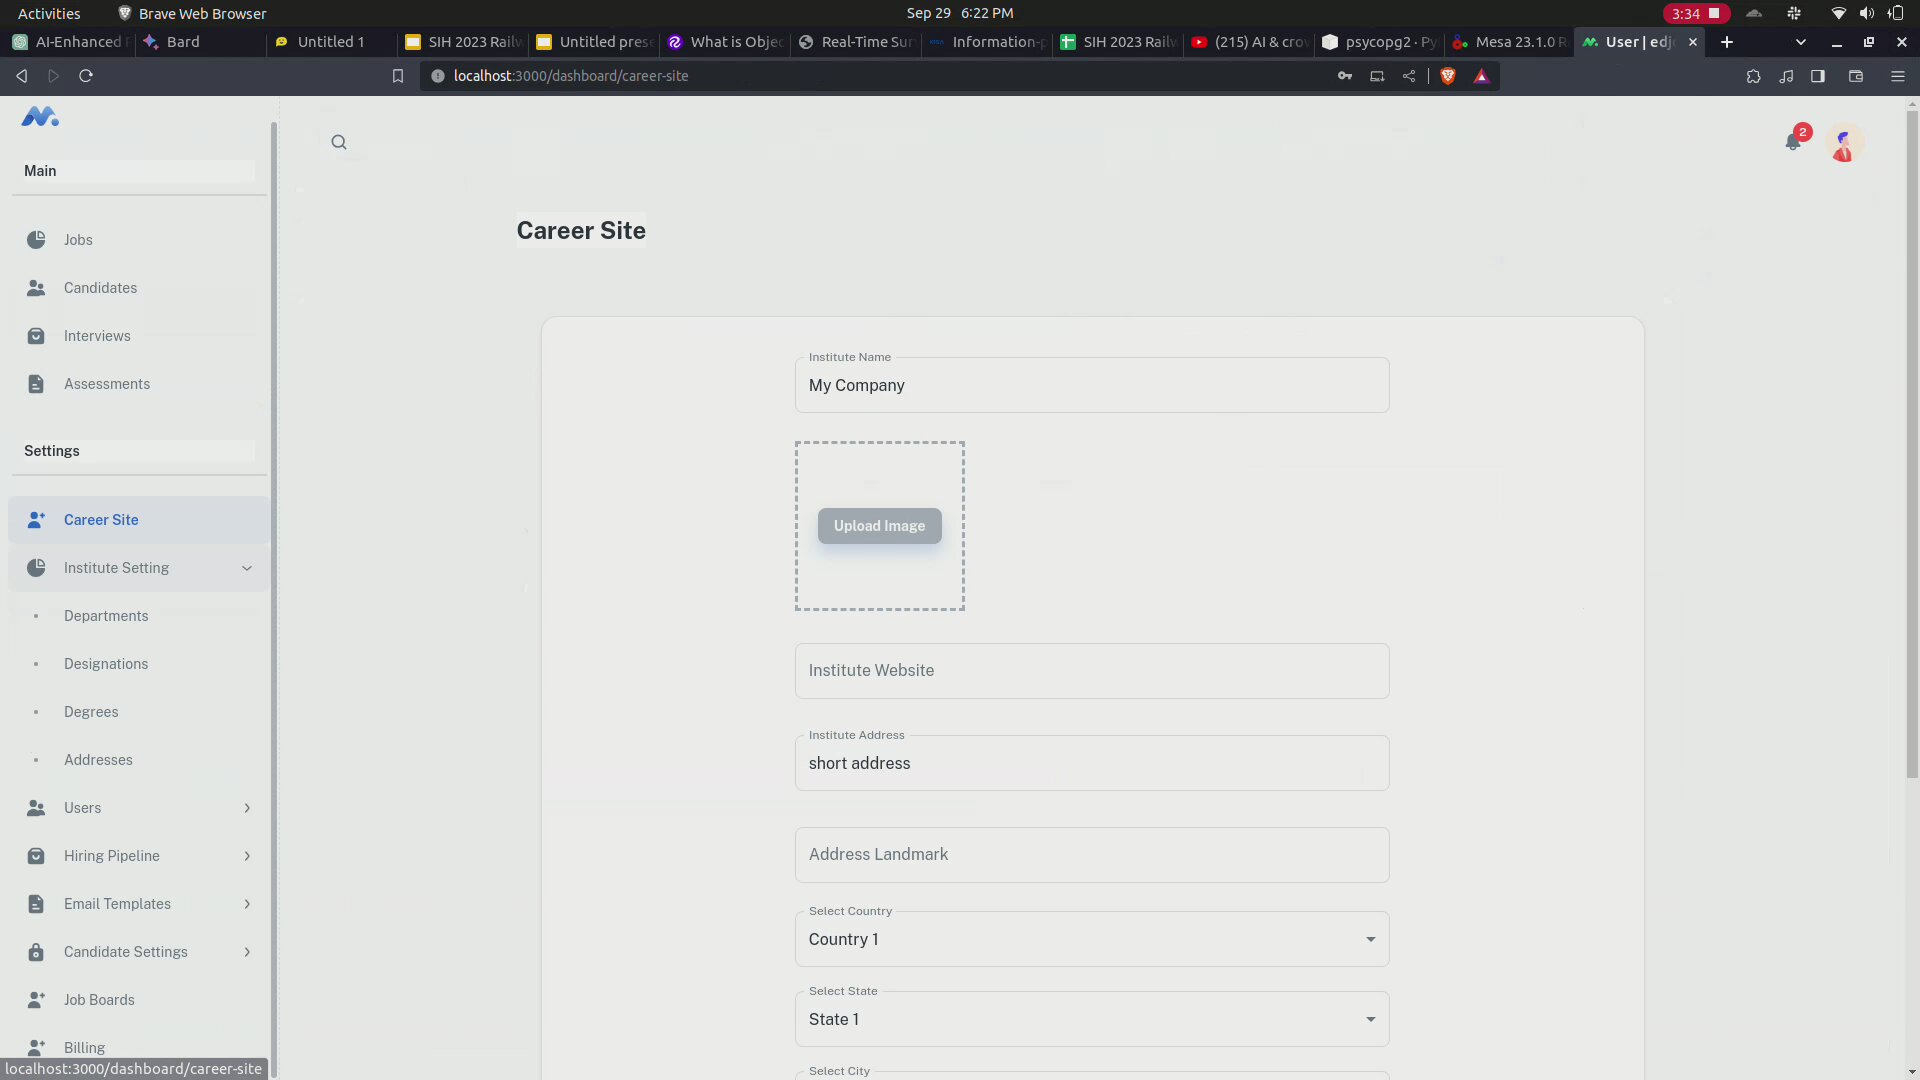 Activities
Brave Web Browser
Sep 29 6:22 PM
3:34
AI-Enhanced
Bard
Untitled 1
SIH 2023 Railw
Untitled prese
What is Objec
Real-Time Sur
Information-p
SIH 2023 Railw
(215) AI & crow
psycopg2 · Py
Mesa 23.1.0 R
User | edjo
localhost:3000/dashboard/career-site
2
Main
Jobs
Candidates
Interviews
Assessments
Settings
Career Site
Institute Setting
Departments
Designations
Degrees
Addresses
Users
Hiring Pipeline
Email Templates
Candidate Settings
Job Boards
Billing
localhost:3000/dashboard/career-site
Career Site
Institute Name
My Company
Upload Image
Institute Website
Institute Address
short address
Address Landmark
Select Country
Country 1
Select State
State 1
Select City